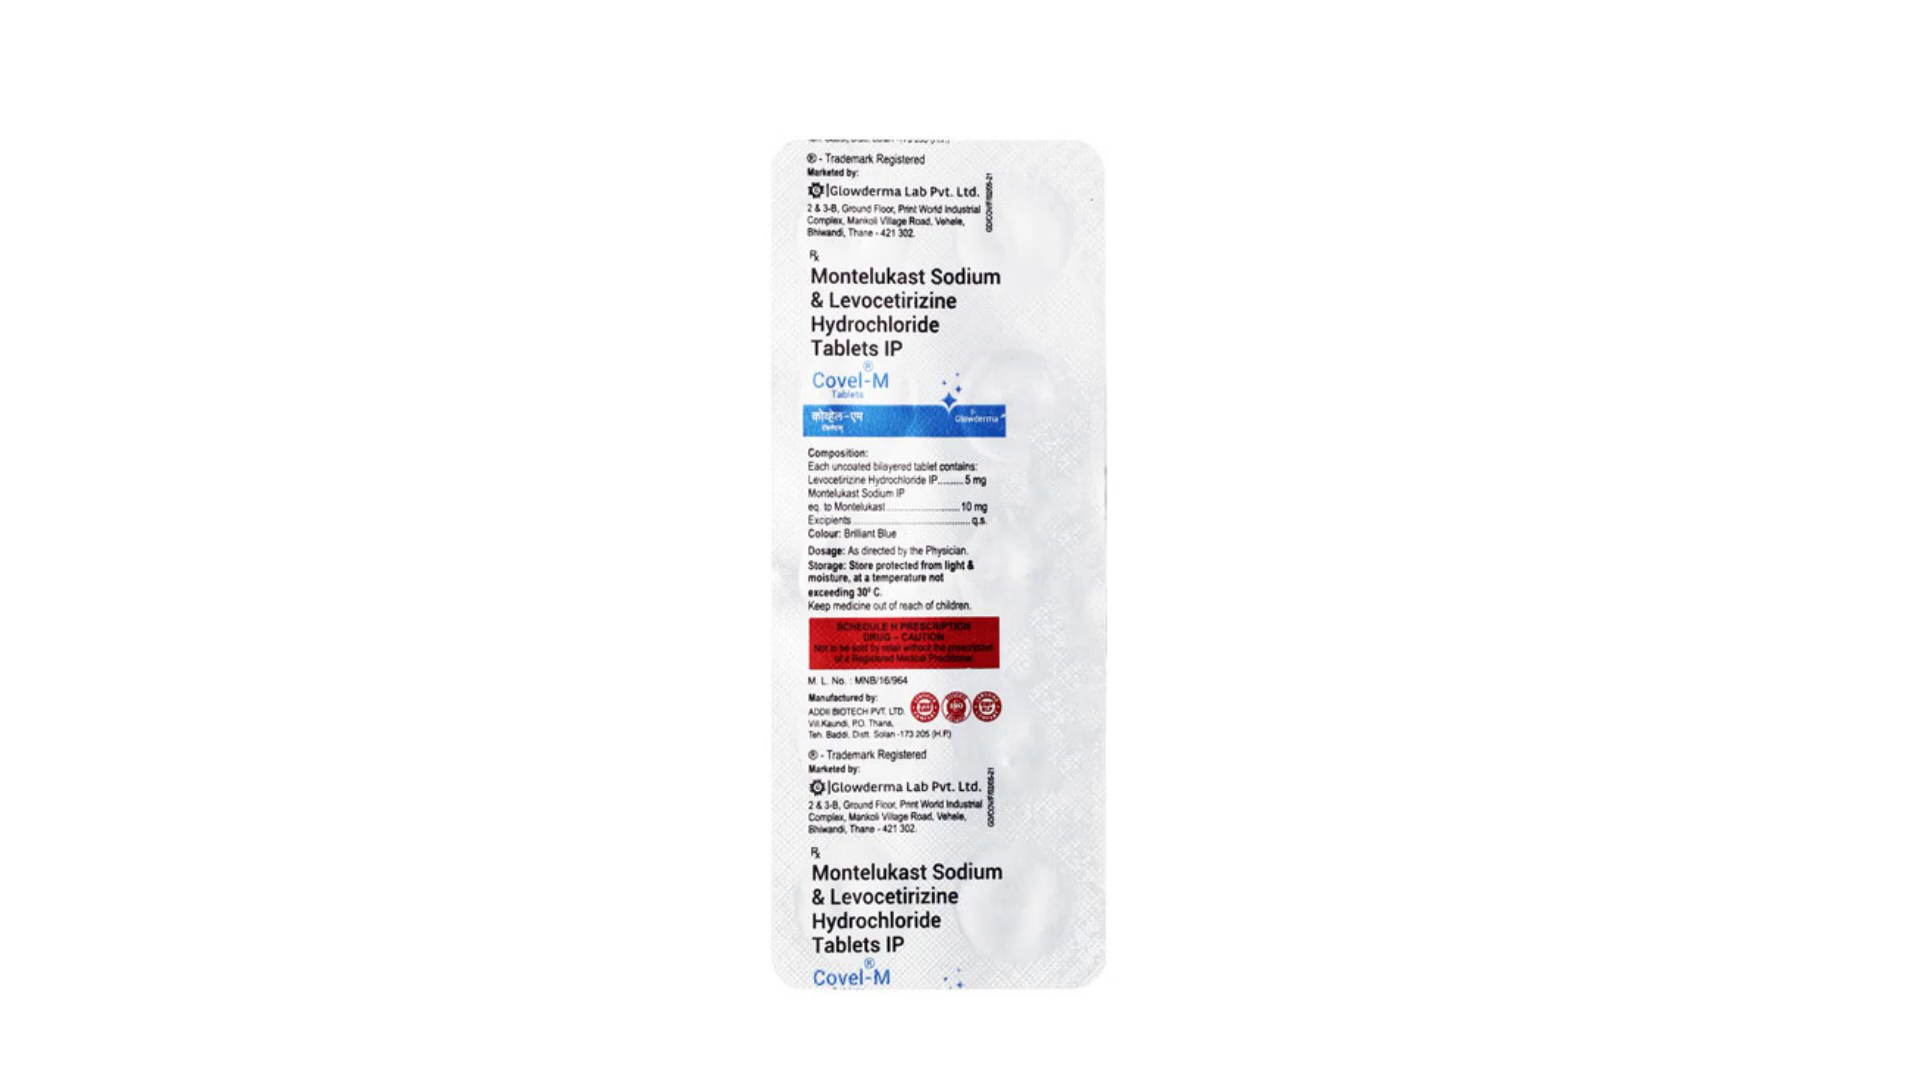 ® - Trademark Registered
Marketed by:
Glowderma Lab Pvt. Ltd.
2 & 3-B, Ground Floor, Print World Industrial
Complex, Mankoli Village Road, Vehele,
Bhiwandi, Thane - 421 302.
Rx
Montelukast Sodium
& Levocetirizine
Hydrochloride
Tablets IP
Covel-M®
Tablets
कोव्हेल-एम
Glowderma
Composition:
Each uncoated bilayered tablet contains:
Levocetirizine Hydrochloride IP.......... 5 mg
Montelukast Sodium IP
eq. to Montelukast ............................ 10 mg
Excipients ............................................. q.s.
Colour: Brilliant Blue
Dosage: As directed by the Physician.
Storage: Store protected from light &
moisture, at a temperature not
exceeding 30⁰ C.
Keep medicine out of reach of children.
SCHEDULE H PRESCRIPTION
DRUG - CAUTION
Not to be sold by retail without the prescription
of a Registered Medical Practitioner.
M. L. No. : MNB/16/964
Manufactured by:
ADDII BIOTECH PVT. LTD.
Vill.Kaundi, P.O. Thana,
Teh. Baddi, Distt. Solan -173 205 (H.P.)
ISO
® - Trademark Registered
Marketed by:
Glowderma Lab Pvt. Ltd.
2 & 3-B, Ground Floor, Print World Industrial
Complex, Mankoli Village Road, Vehele,
Bhiwandi, Thane - 421 302.
Rx
Montelukast Sodium
& Levocetirizine
Hydrochloride
Tablets IP
Covel-M®